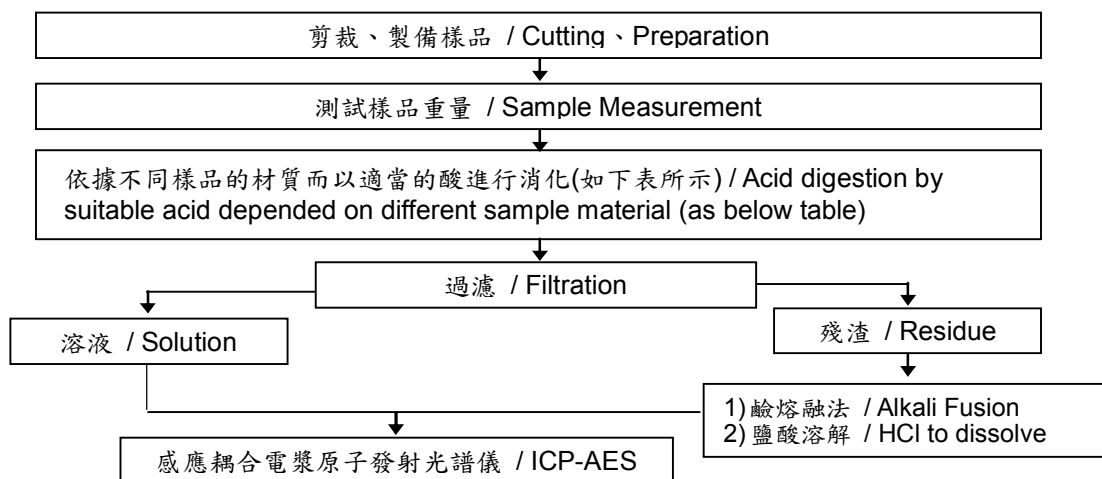 剪裁、製備樣品 / Cutting、Preparation
測試樣品重量 / Sample Measurement
依據不同樣品的材質而以適當的酸進行消化(如下表所示) / Acid digestion by
suitable acid depended on different sample material (as below table)
過濾 / Filtration
溶液 / Solution
殘渣 / Residue
1) 鹼熔融法 / Alkali Fusion
2) 鹽酸溶解 / HCl to dissolve
感應耦合電漿原子發射光譜儀 / ICP-AES